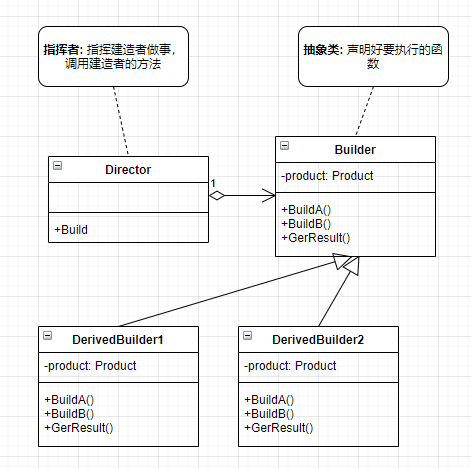 指挥者: 指挥建造者做事,
调用建造者的方法
抽象类: 声明好要执行的函
数
Director
+Build
1
Builder
-product: Product
+BuildA()
+BuildB()
+GerResult()
DerivedBuilder1
-product: Product
+BuildA()
+BuildB()
+GerResult()
DerivedBuilder2
-product: Product
+BuildA()
+BuildB()
+GerResult()